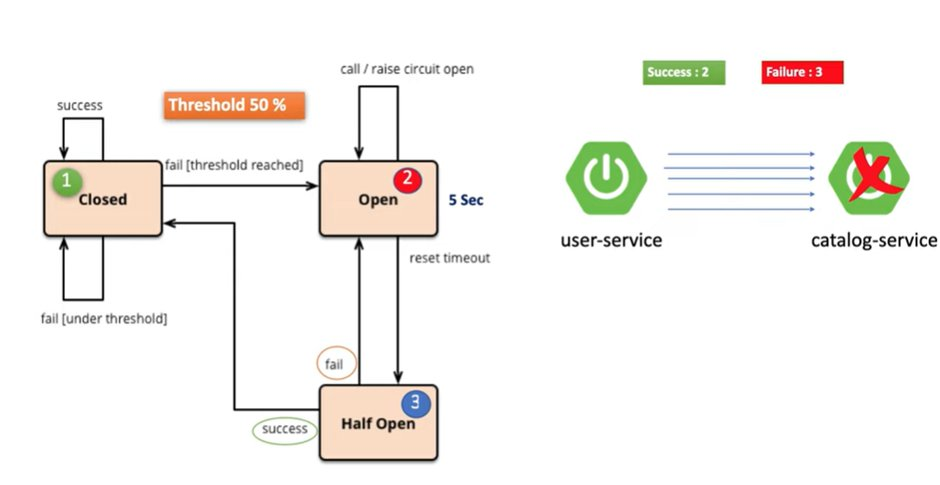 call / raise circuit open
Success : 2
Failure : 3
success
Threshold 50 %
fail [threshold reached]
1
Closed
2
Open
5 Sec
user-service
catalog-service
reset timeout
fail [under threshold]
fail
3
Half Open
success